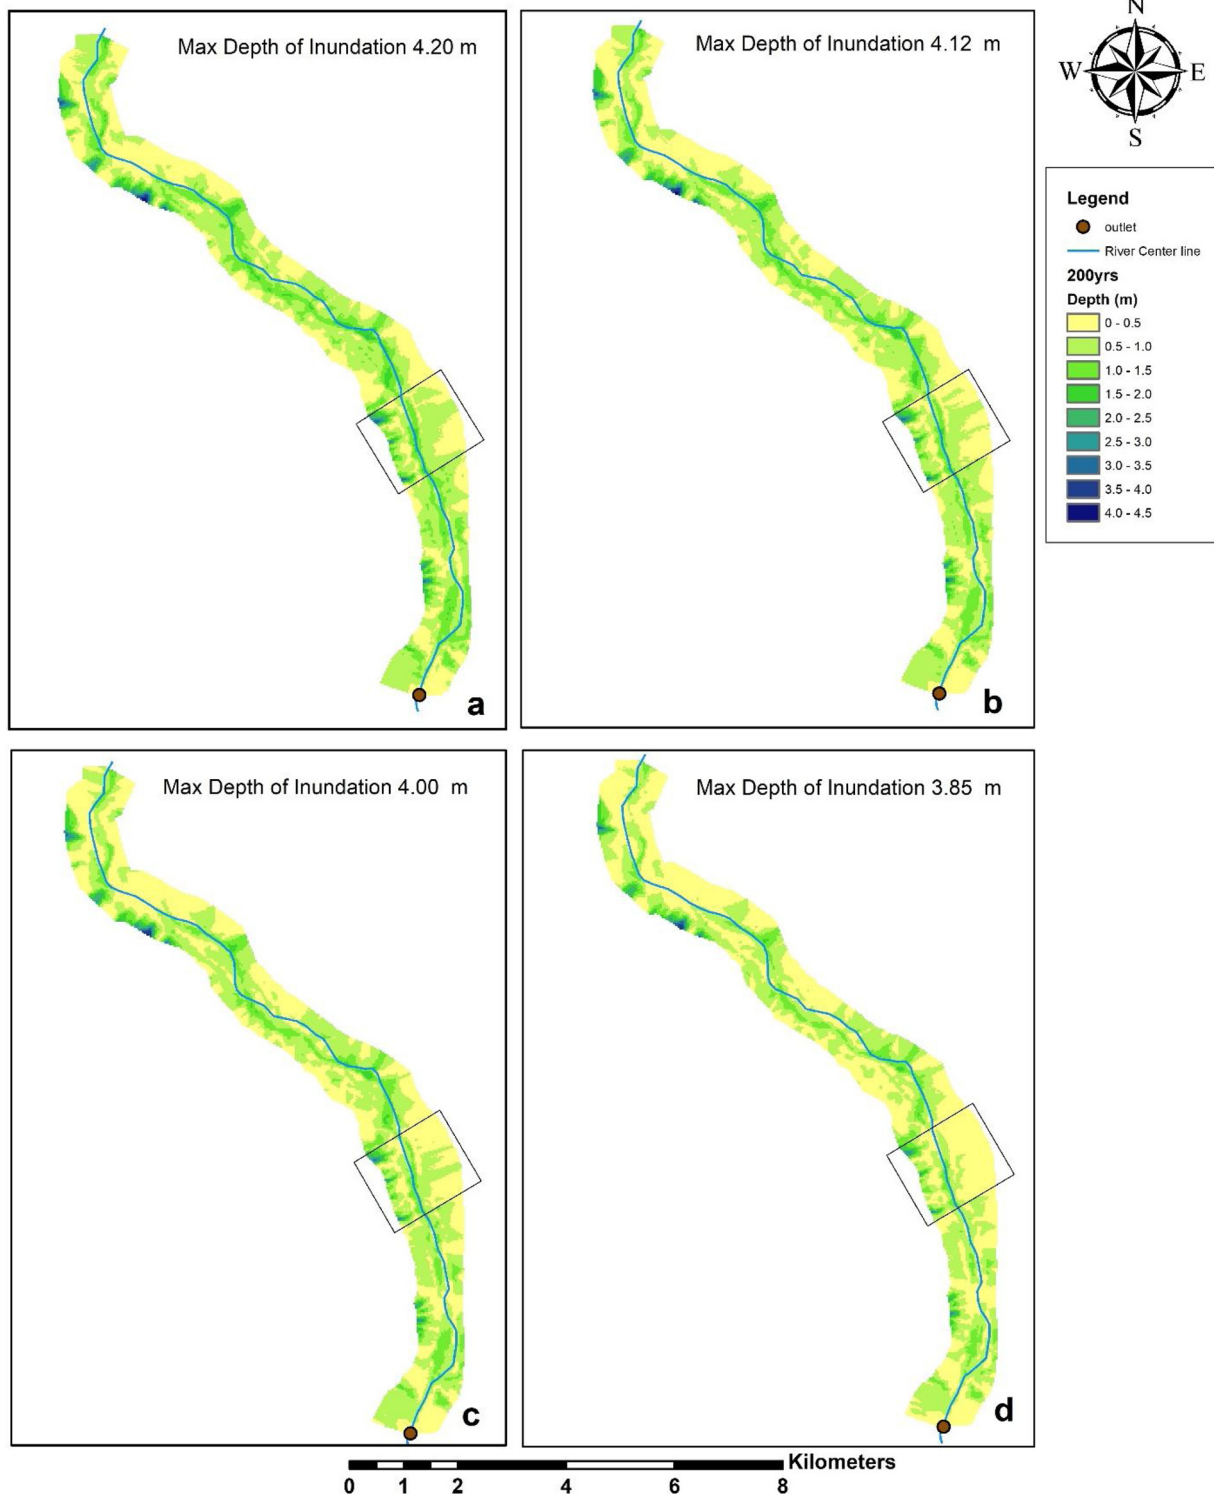 Max Depth of Inundation 4.20 m
a
Max Depth of Inundation 4.12 m
b
N
W E
S
Legend
outlet
River Center line
200yrs
Depth (m)
0 - 0.5
0.5 - 1.0
1.0 - 1.5
1.5 - 2.0
2.0 - 2.5
2.5 - 3.0
3.0 - 3.5
3.5 - 4.0
4.0 - 4.5
Max Depth of Inundation 4.00 m
c
Max Depth of Inundation 3.85 m
d
Kilometers
0 1 2 4 6 8